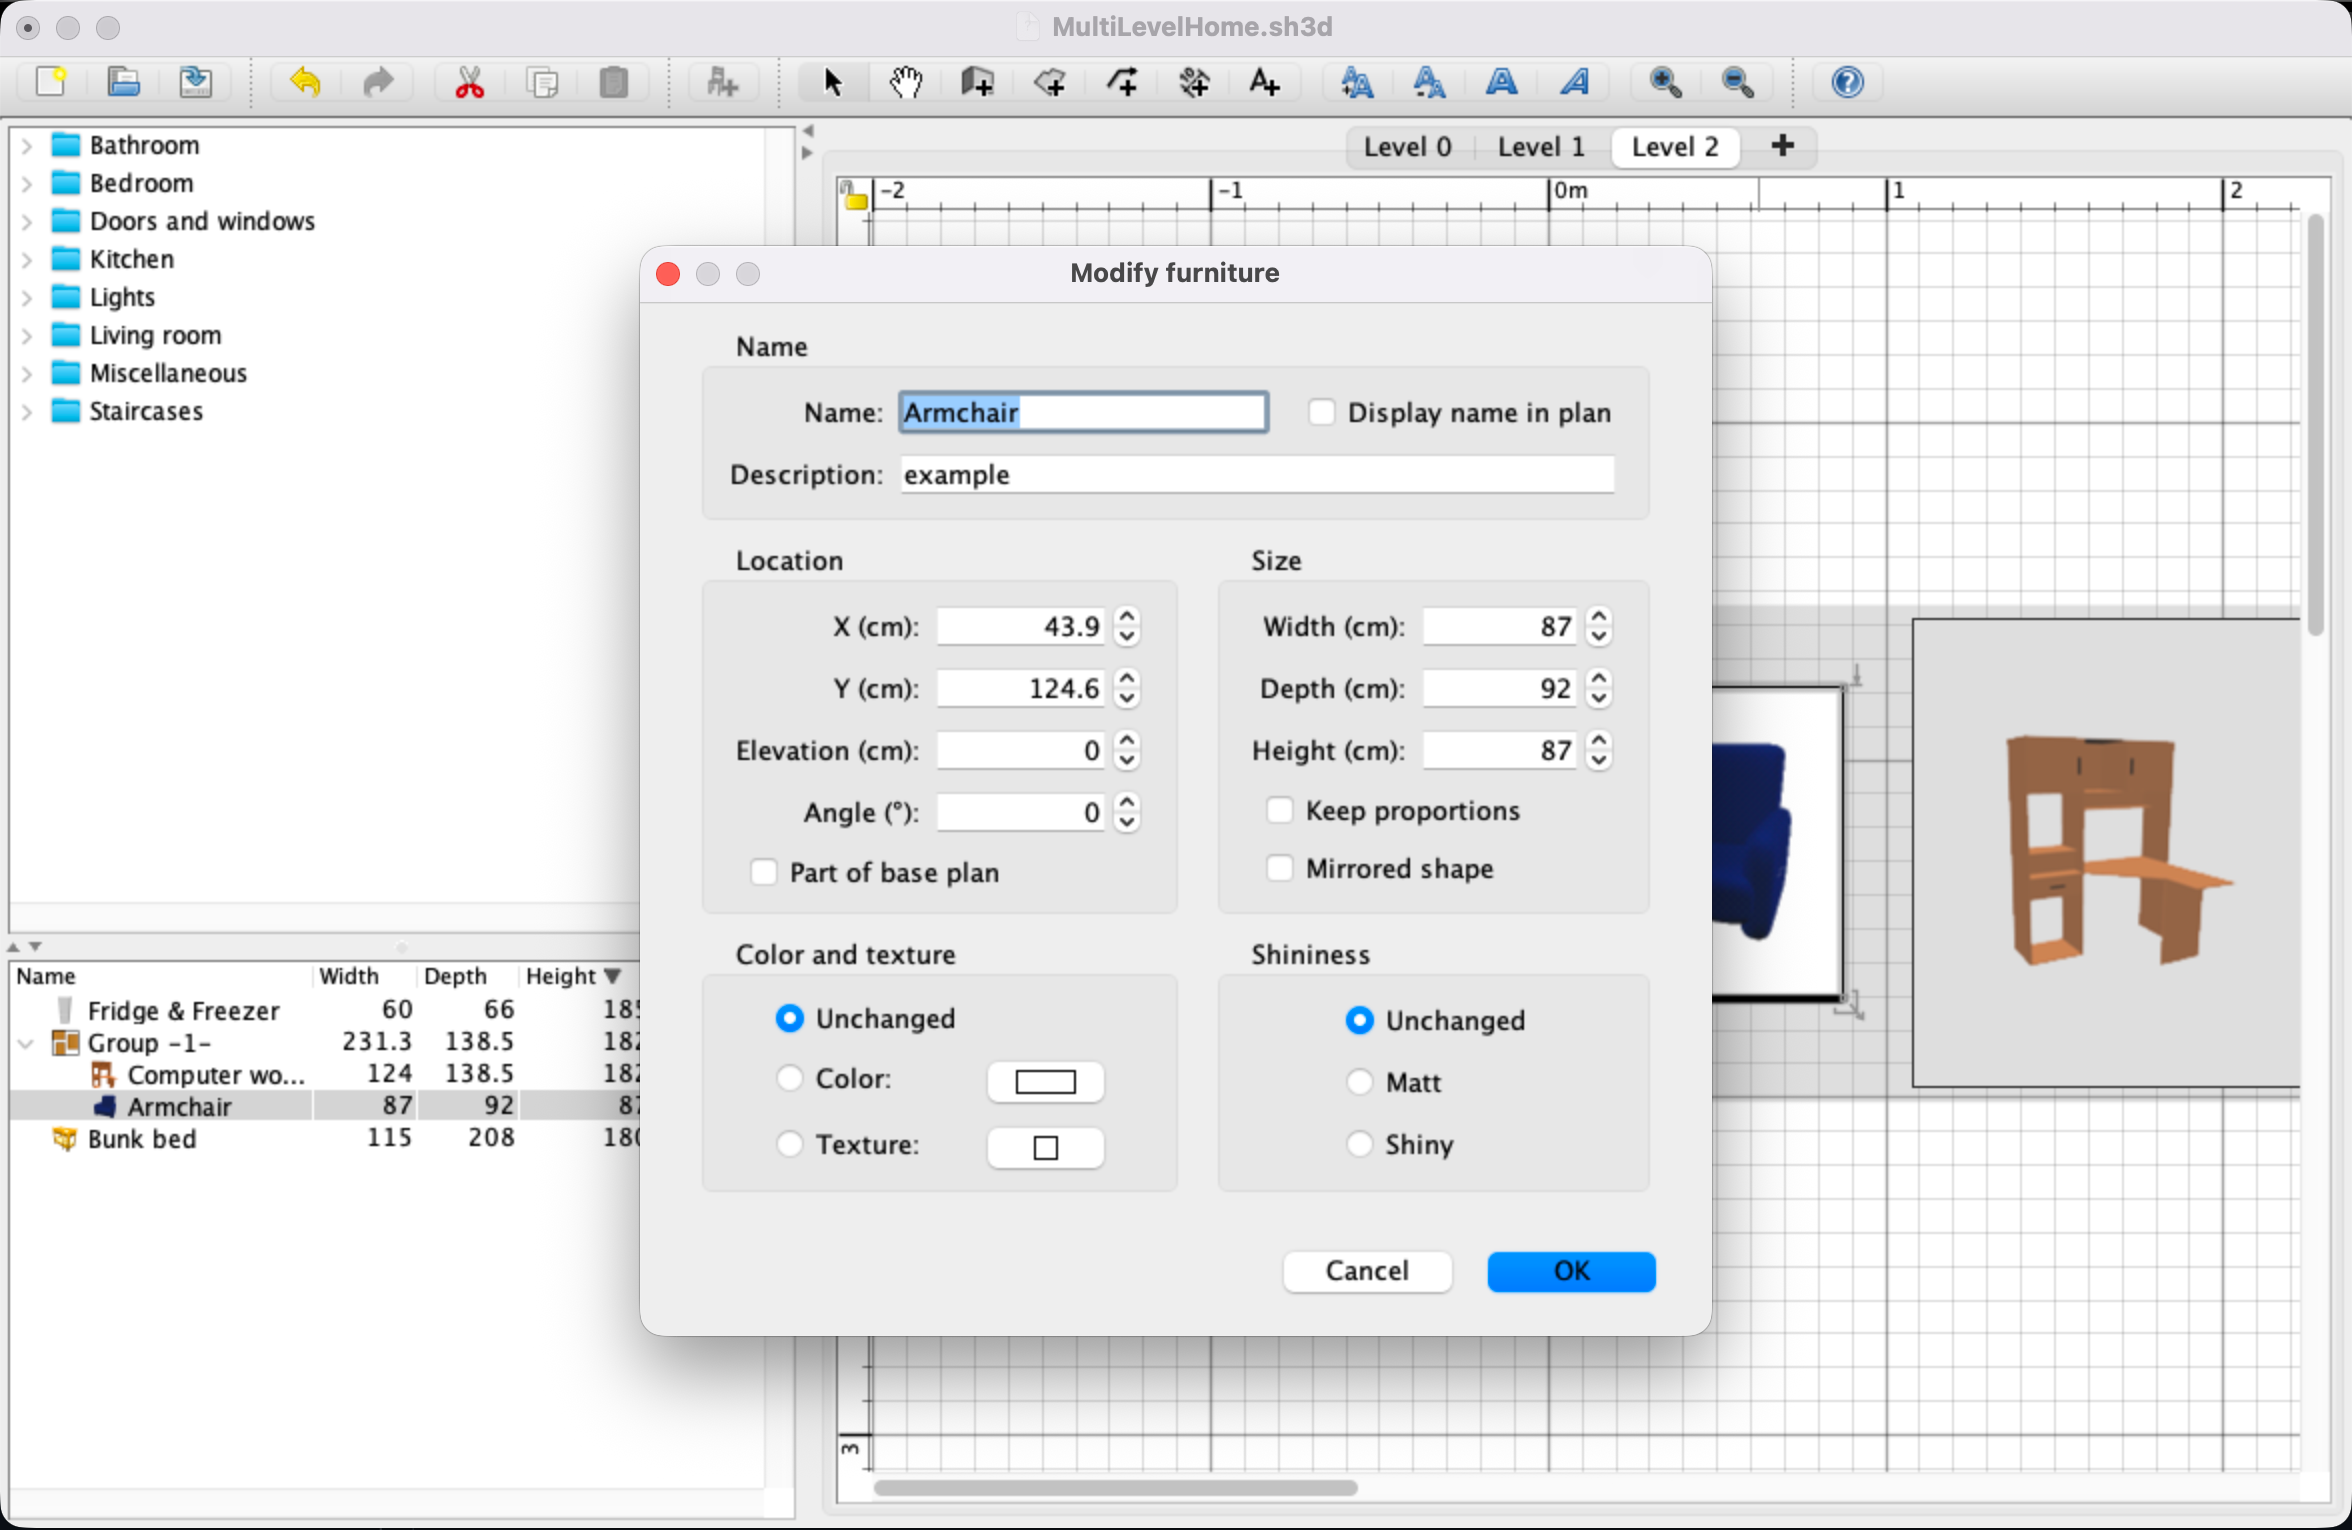 MultiLevelHome.sh3d
Bathroom
Bedroom
Doors and windows
Kitchen
Lights
Living room
Miscellaneous
Staircases
Level 0
Level 1
Level 2
-2
-1
0m
1
2
3
Modify furniture
Name
Name: Armchair
Display name in plan
Description: example
Location
X (cm): 43.9
Y (cm): 124.6
Elevation (cm): 0
Angle (°): 0
Part of base plan
Size
Width (cm): 87
Depth (cm): 92
Height (cm): 87
Keep proportions
Mirrored shape
Color and texture
Unchanged
Color:
Texture:
Shininess
Unchanged
Matt
Shiny
Cancel
OK
Name Width Depth Height
Fridge & Freezer 60 66
Group -1- 231.3 138.5
Computer wo... 124 138.5
Armchair 87 92
Bunk bed 115 208